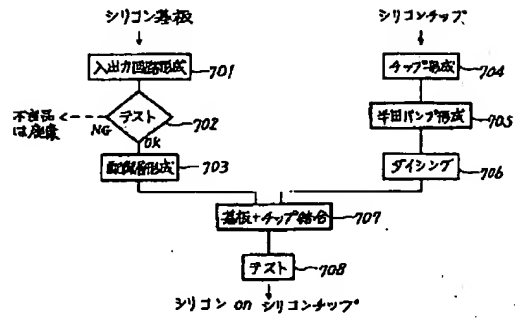 シリコン基板
シリコンチップ
入出力回路形成
701
チップ形成
704
テスト
702
不良品
は廃棄
NG
OK
半田バンプ形成
705
配線層形成
703
ダイシング
706
基板+チップ結合
707
テスト
708
シリコン on シリコンチップ